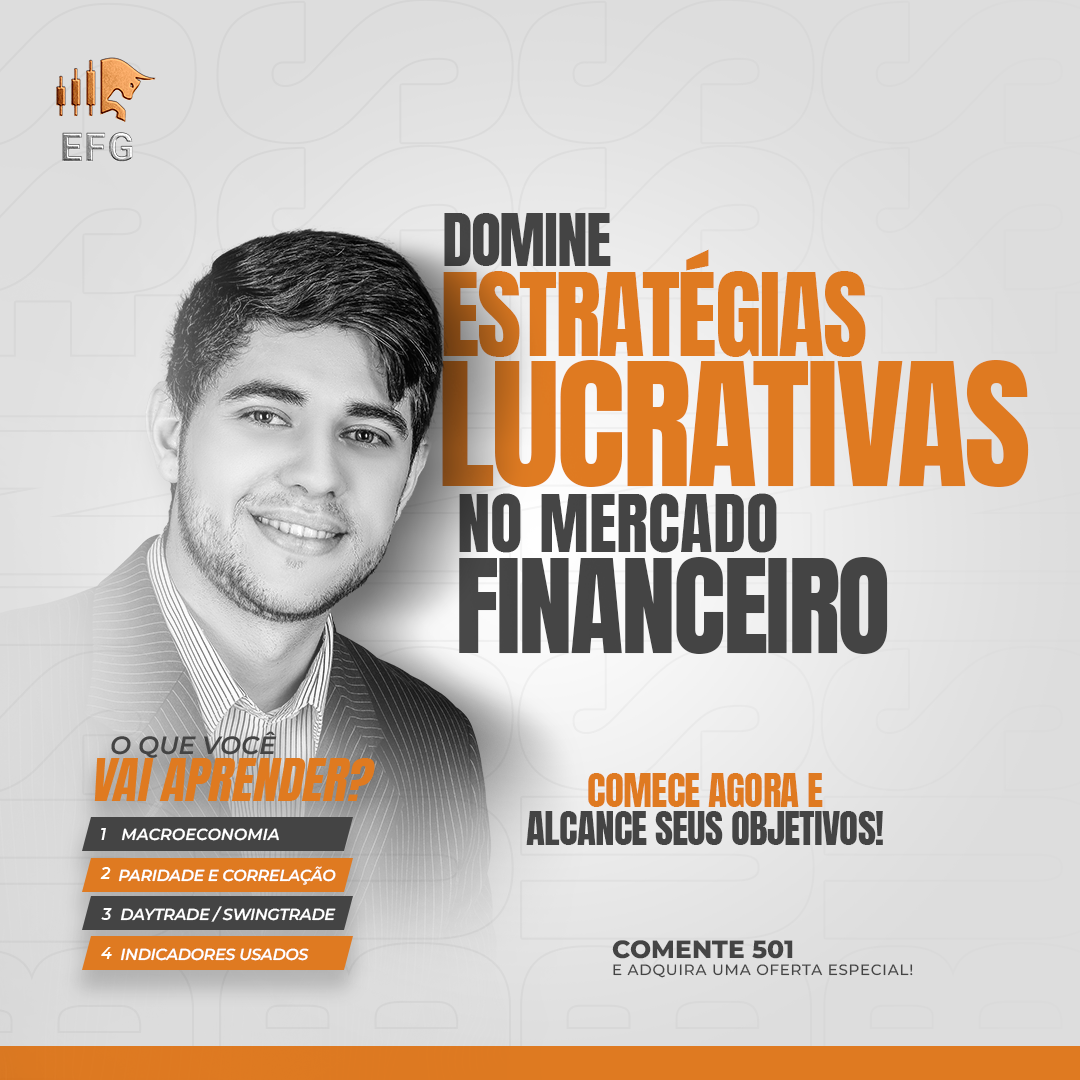 EFG
DOMINE
ESTRATÉGIAS
LUCRATIVAS
NO MERCADO
FINANCEIRO
O QUE VOCÊ
VAI APRENDER?
1 MACROECONOMIA
2 PARIDADE E CORRELAÇÃO
3 DAYTRADE / SWINGTRADE
4 INDICADORES USADOS
COMECE AGORA E
ALCANCE SEUS OBJETIVOS!
COMENTE 501
E ADQUIRA UMA OFERTA ESPECIAL!